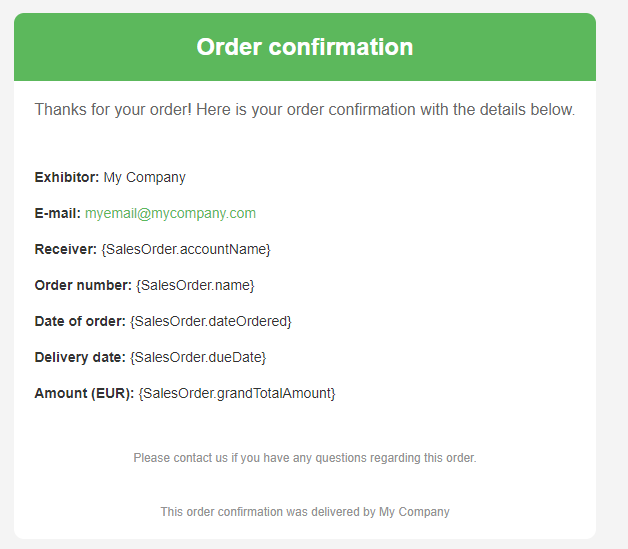 Order confirmation
Thanks for your order! Here is your order confirmation with the details below.
Exhibitor: My Company
E-mail: myemail@mycompany.com
Receiver: {SalesOrder.accountName}
Order number: {SalesOrder.name}
Date of order: {SalesOrder.dateOrdered}
Delivery date: {SalesOrder.dueDate}
Amount (EUR): {SalesOrder.grandTotalAmount}
Please contact us if you have any questions regarding this order.
This order confirmation was delivered by My Company